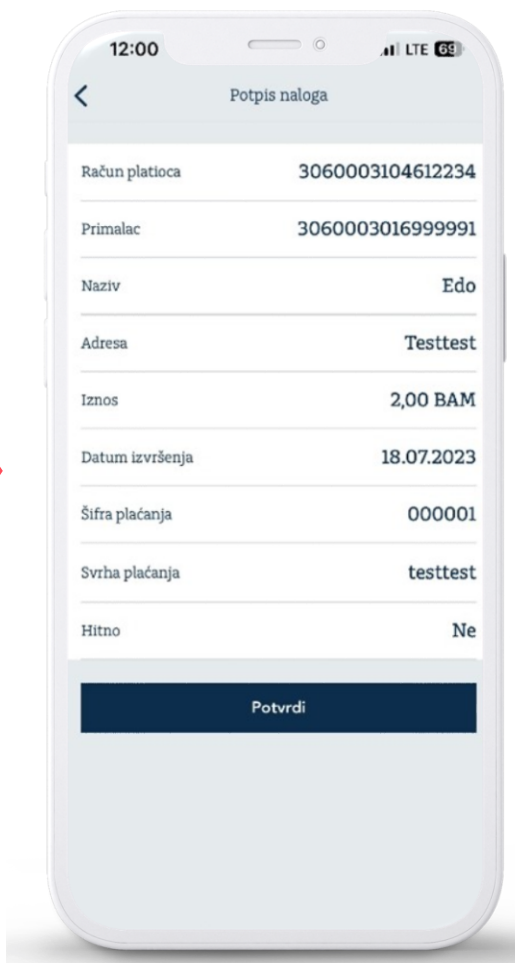 12:00 LTE 69
Potpis naloga
Račun platioca 3060003104612234
Primalac 3060003016999991
Naziv Edo
Adresa Testtest
Iznos 2,00 BAM
Datum izvršenja 18.07.2023
Šifra plaćanja 000001
Svrha plaćanja testtest
Hitno Ne
Potvrdi